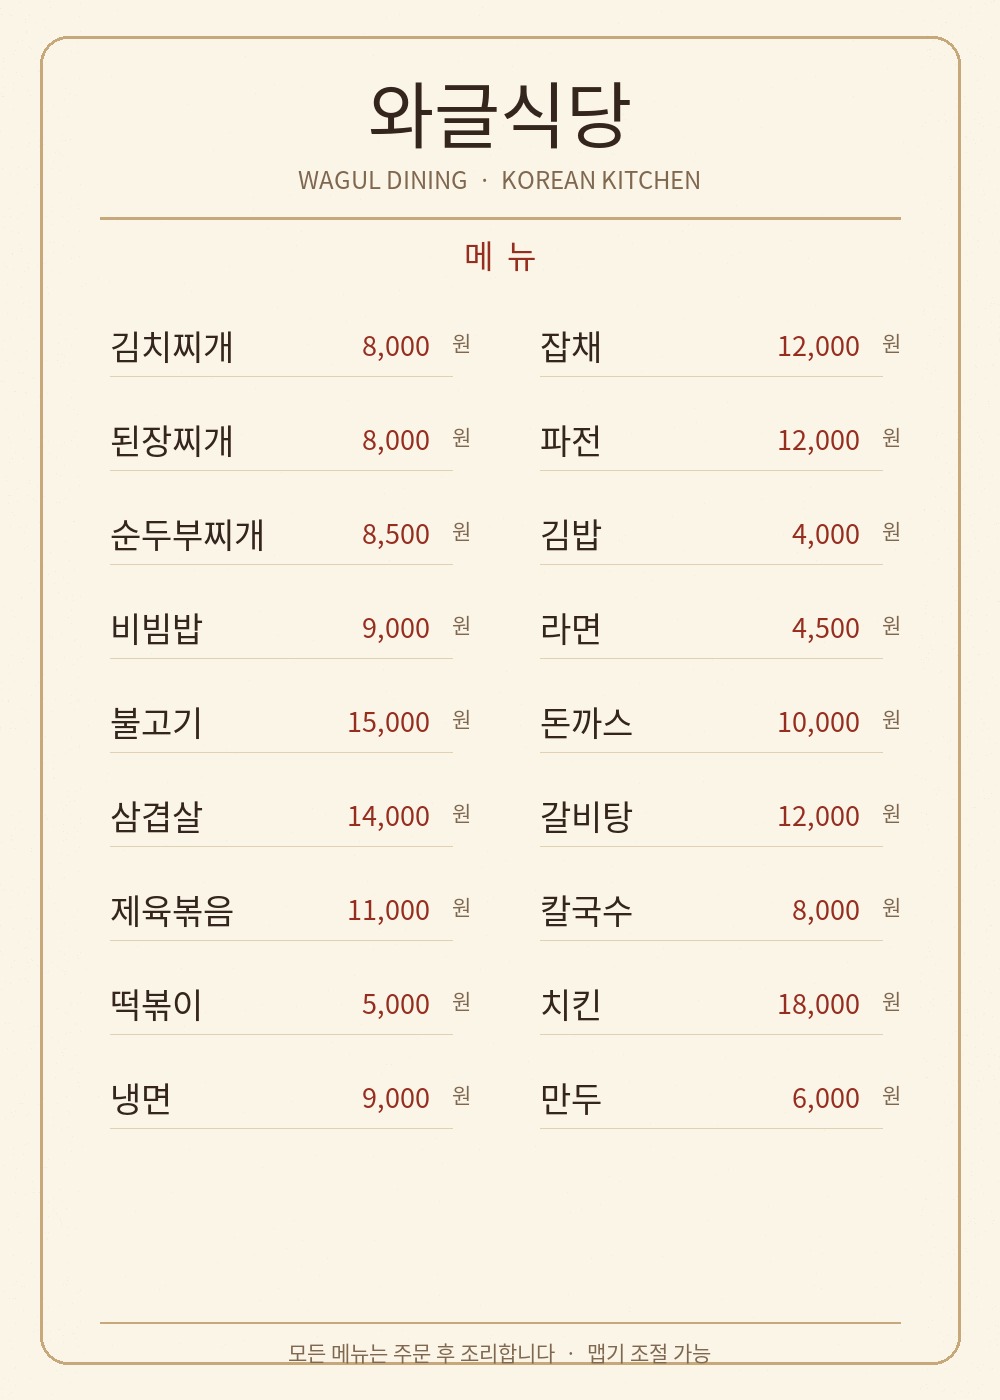 와글식당
WAGUL DINING · KOREAN KITCHEN
메 뉴
김치찌개 8,000 원
된장찌개 8,000 원
순두부찌개 8,500 원
비빔밥 9,000 원
불고기 15,000 원
삼겹살 14,000 원
제육볶음 11,000 원
떡볶이 5,000 원
냉면 9,000 원
잡채 12,000 원
파전 12,000 원
김밥 4,000 원
라면 4,500 원
돈까스 10,000 원
갈비탕 12,000 원
칼국수 8,000 원
치킨 18,000 원
만두 6,000 원
모든 메뉴는 주문 후 조리합니다 · 맵기 조절 가능